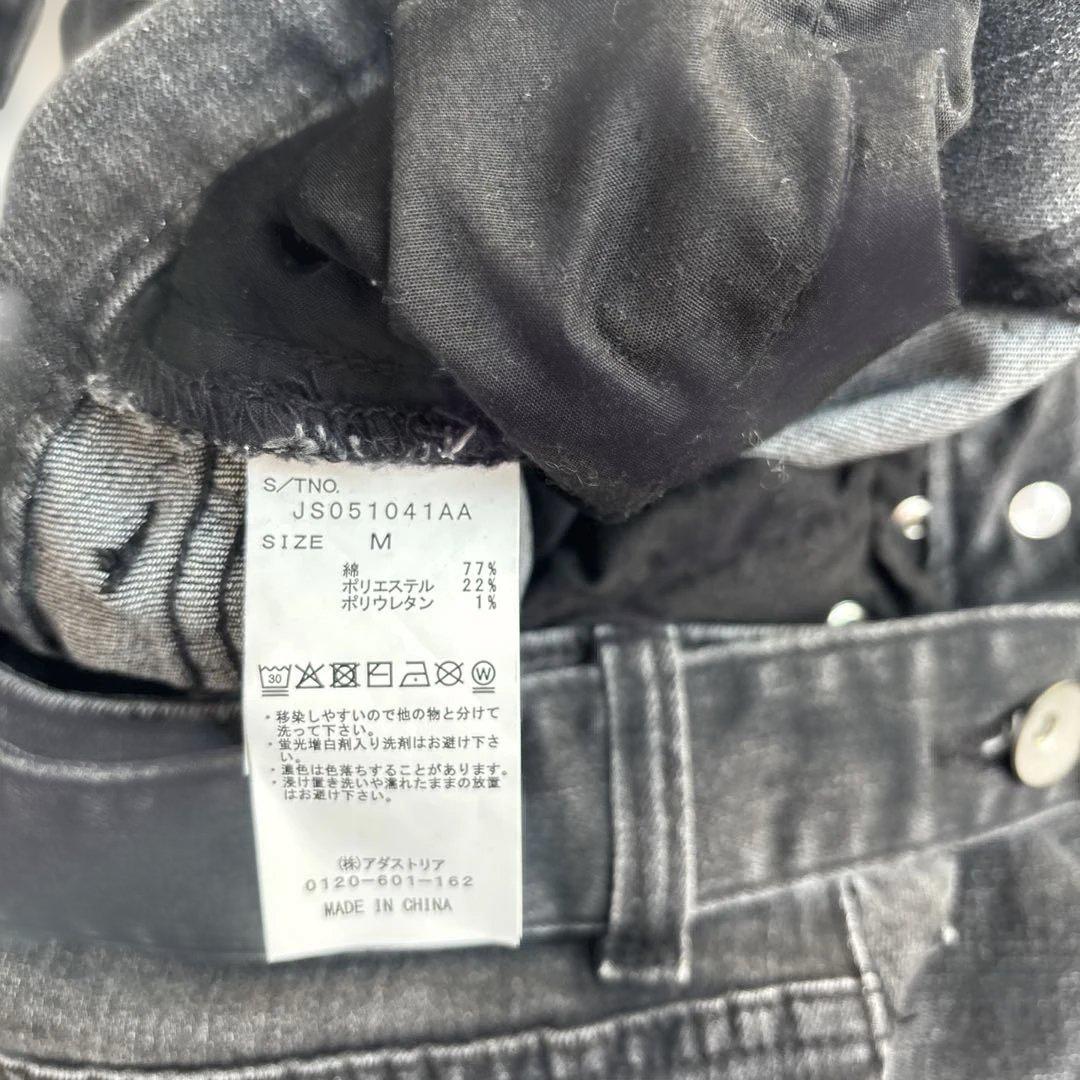 S/TNO.
JS051041AA
SIZE M
綿 77%
ポリエステル 22%
ポリウレタン 1%
30
W
・移染しやすいので他の物と分けて
洗って下さい。
・蛍光増白剤入り洗剤はお避け下さ
い。
・濃色は色落ちすることがあります。
・浸け置き洗いや濡れたままの放置
はお避け下さい。
(株)アダストリア
0120-601-162
MADE IN CHINA